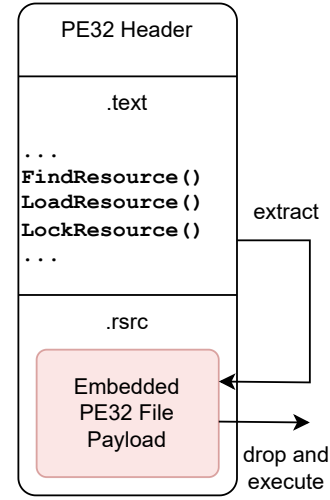 PE32 Header
.text
...
FindResource()
LoadResource()
LockResource()
...
extract
.rsrc
Embedded
PE32 File
Payload
drop and
execute